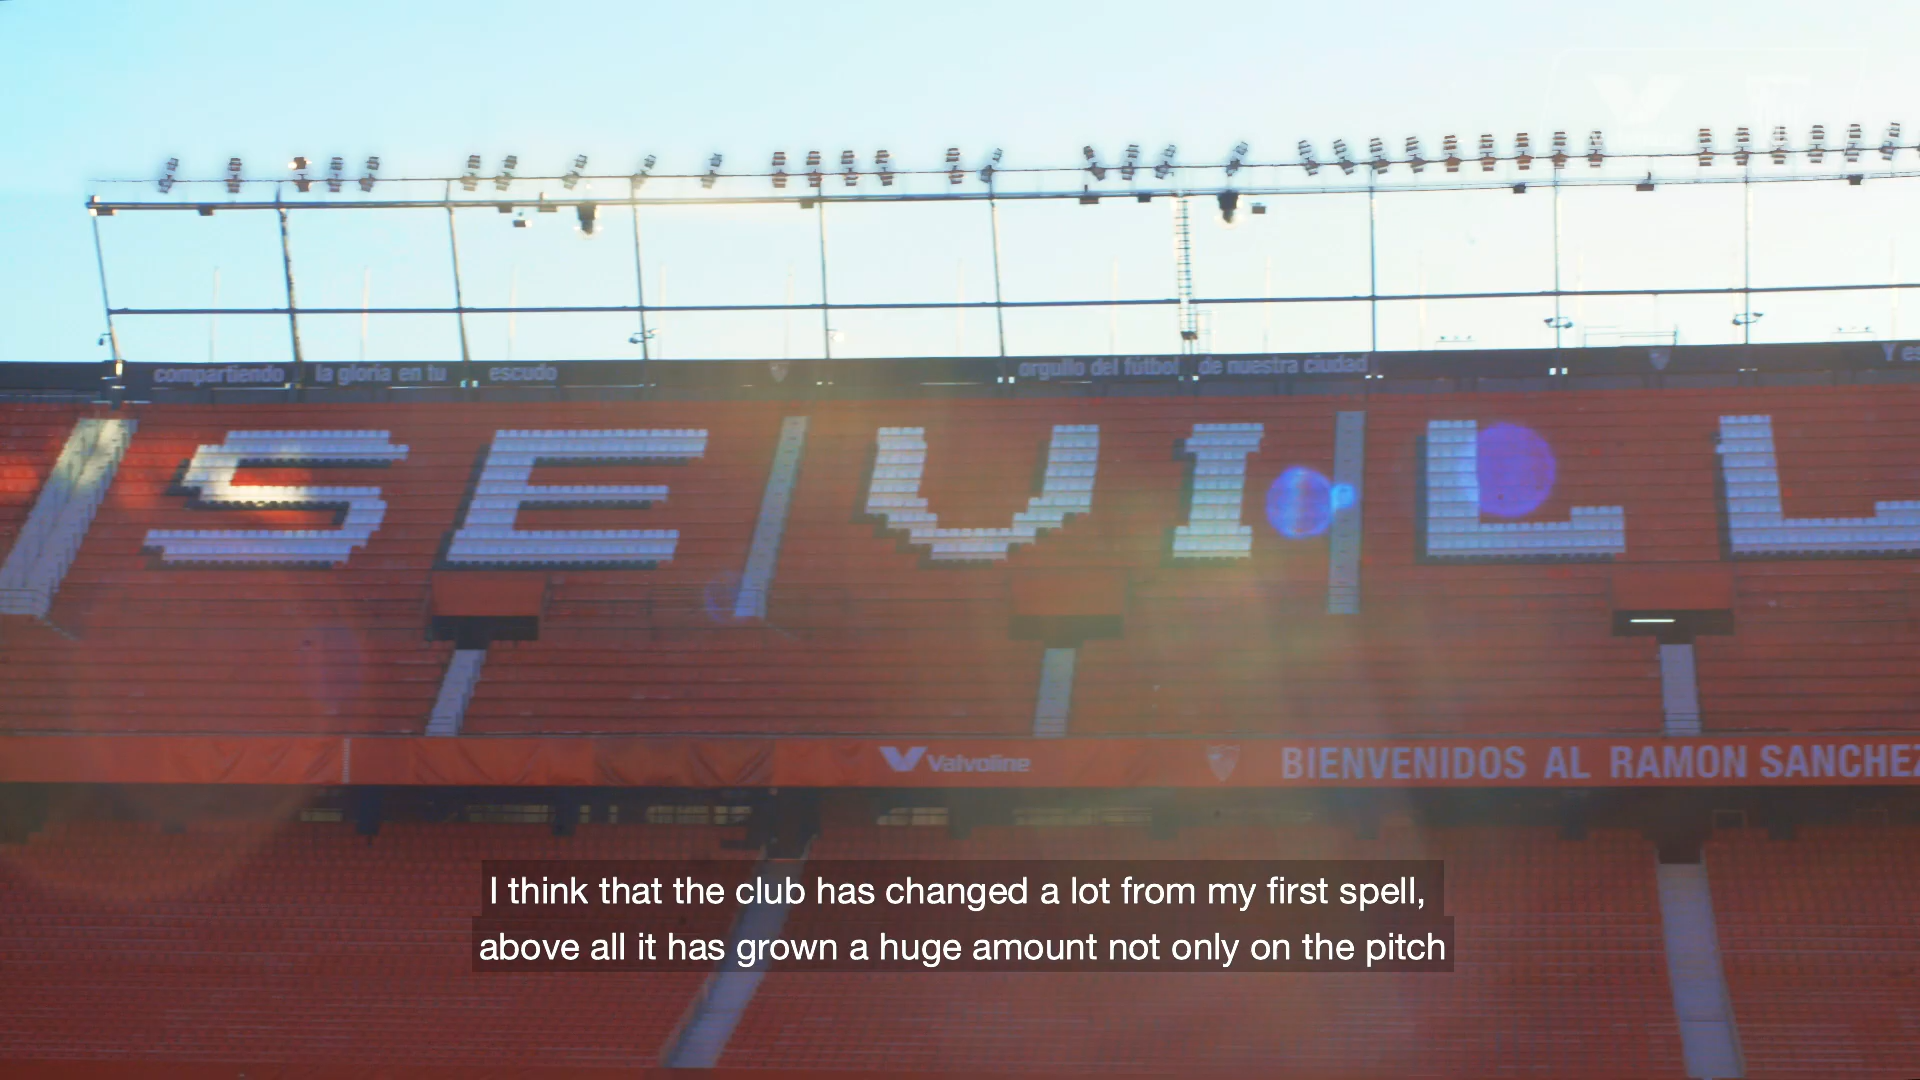 compartiendo la gloria en tu escudo
orgullo del fútbol de nuestra ciudad
Y es
SEVILL
Valvoline
BIENVENIDOS AL RAMON SANCHEZ
I think that the club has changed a lot from my first spell,
above all it has grown a huge amount not only on the pitch